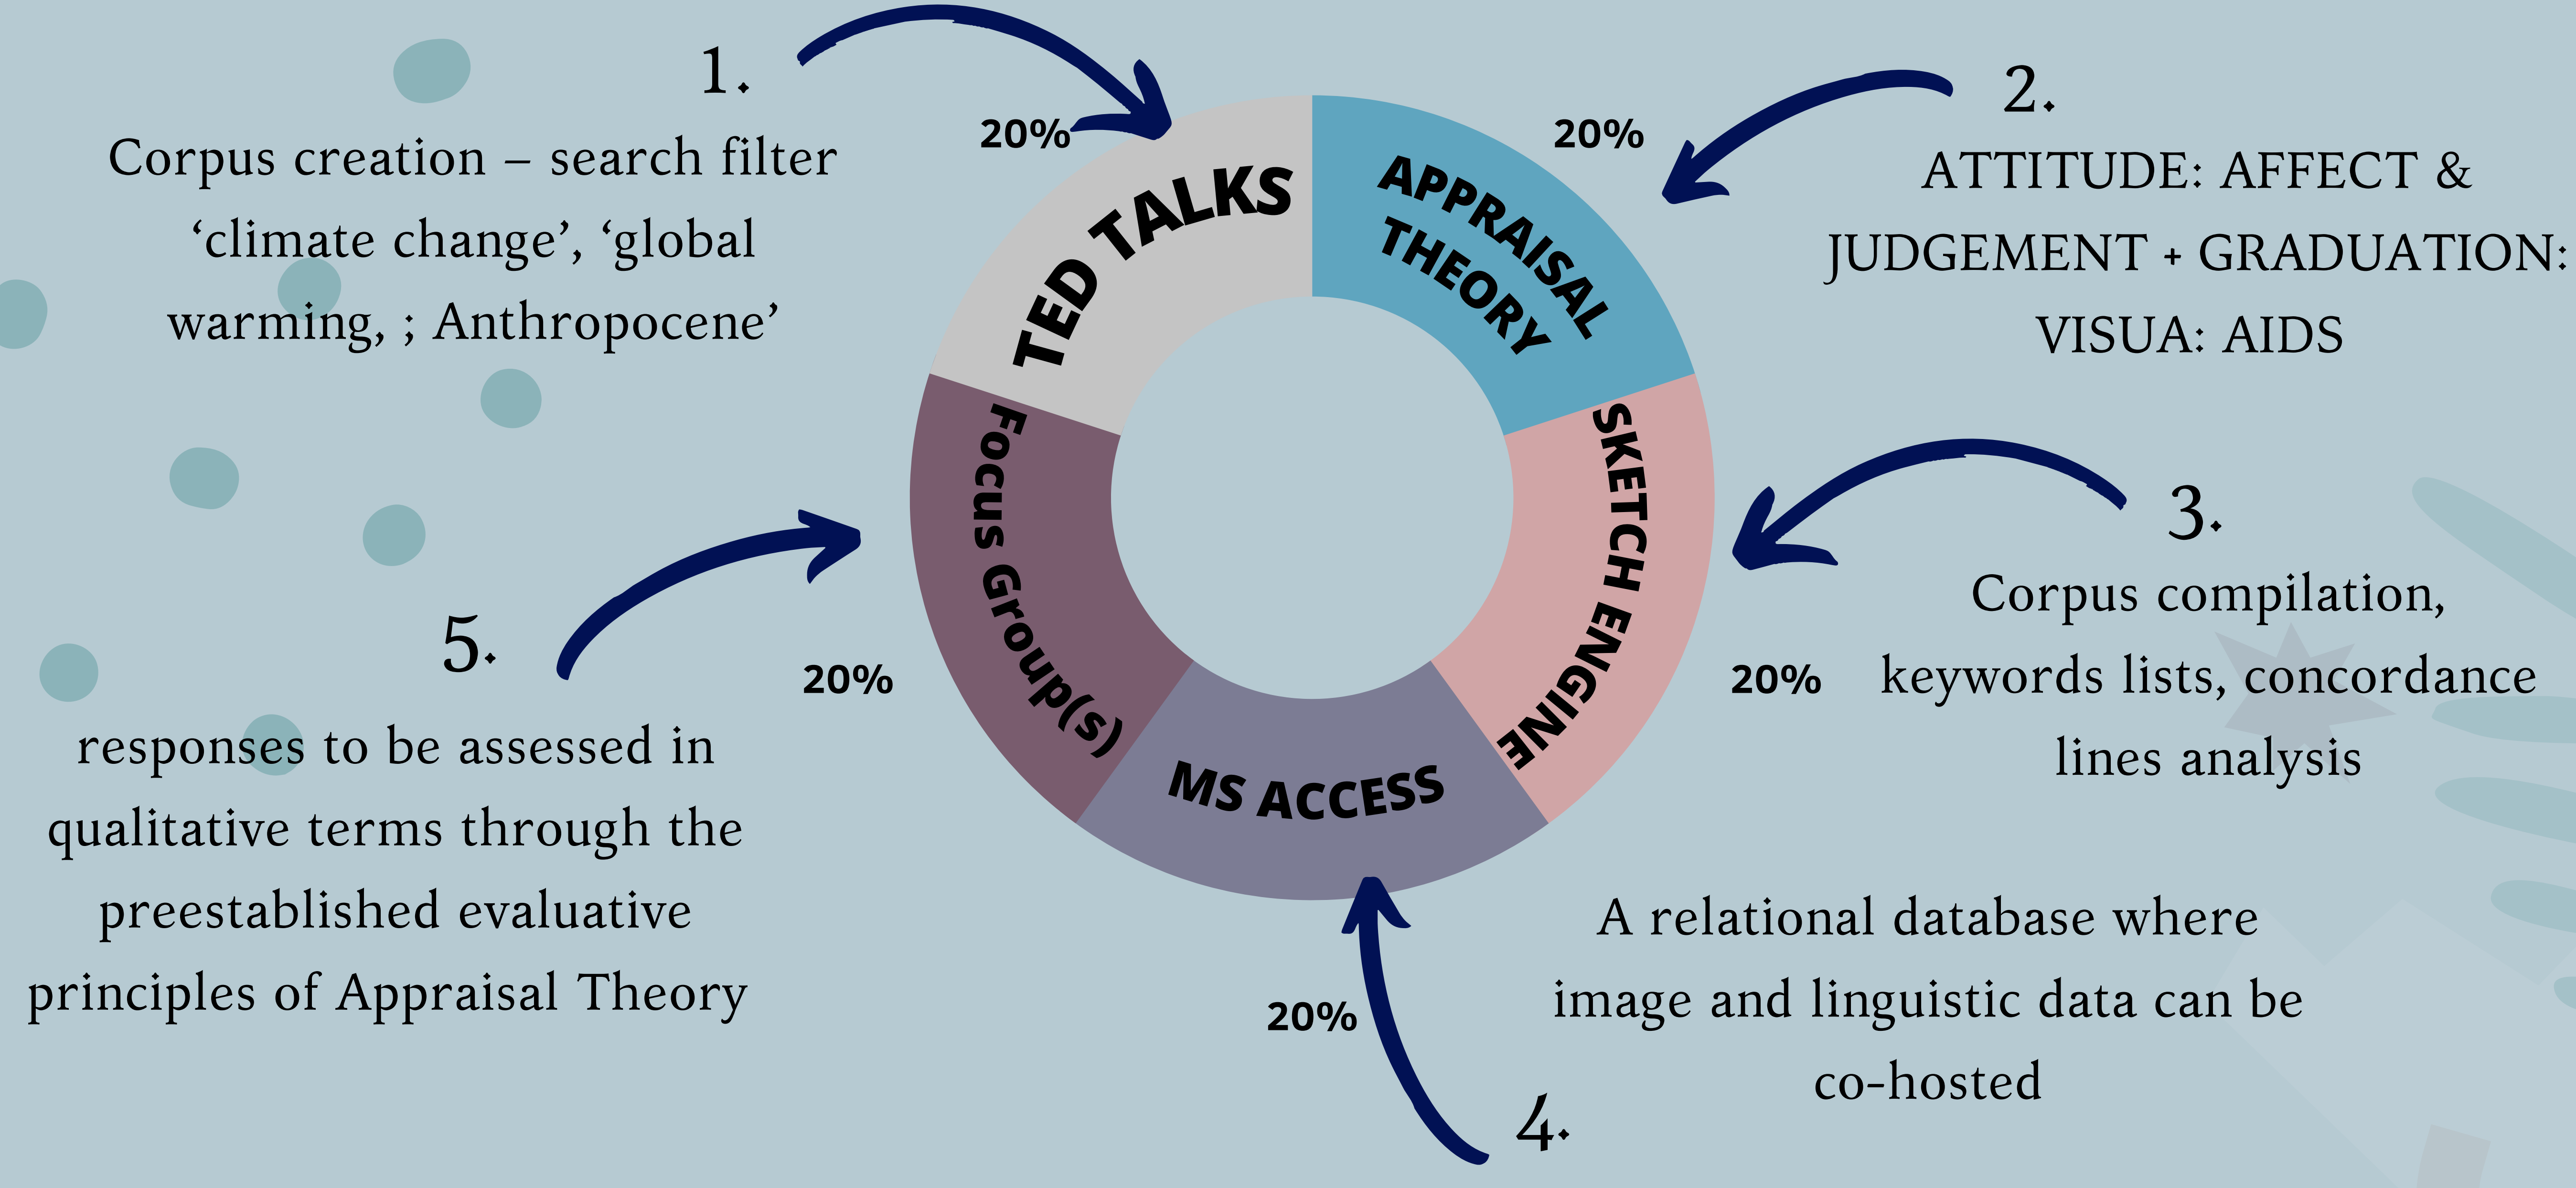 1.
Corpus creation – search filter
‘climate change’, ‘global
warming, ; Anthropocene’
20%
TED TALKS
2.
ATTITUDE: AFFECT &
JUDGEMENT + GRADUATION:
VISUA: AIDS
20%
APPRAISAL
THEORY
3.
Corpus compilation,
keywords lists, concordance
lines analysis
20%
SKETCH ENGINE
A relational database where
image and linguistic data can be
co-hosted
4.
20%
MS ACCESS
5.
responses to be assessed in
qualitative terms through the
preestablished evaluative
principles of Appraisal Theory
20%
Focus Group(s)